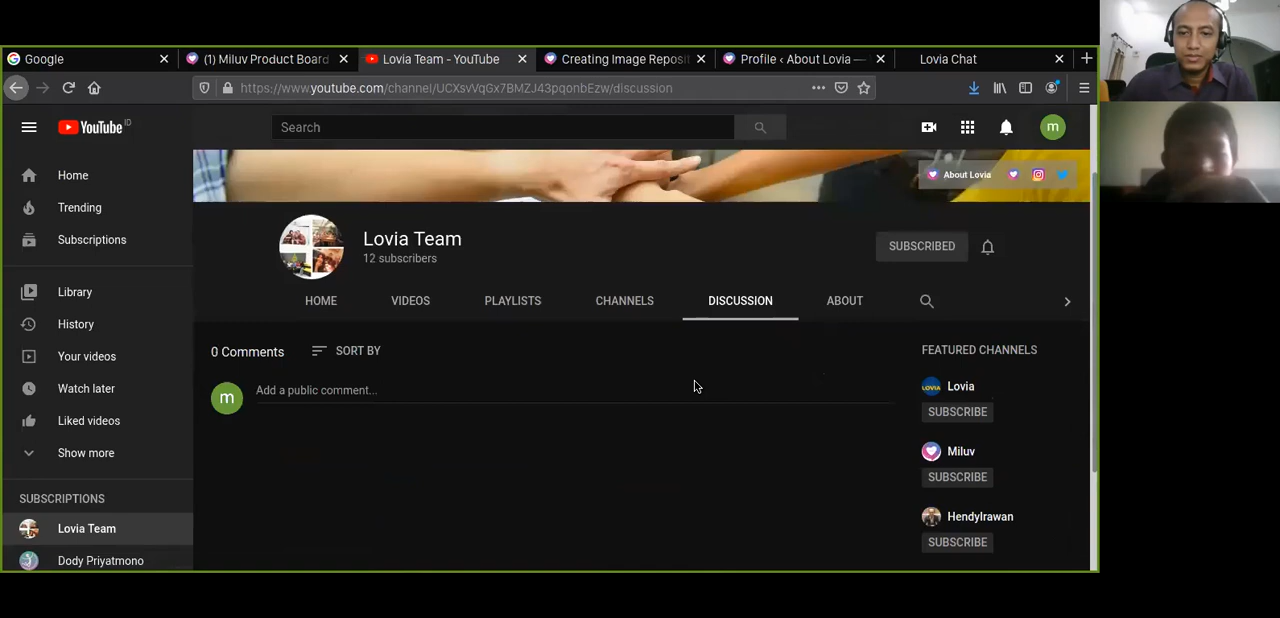 Google
(1) Miluv Product Board
Lovia Team - YouTube
Creating Image Reposit
Profile ‹ About Lovia —
Lovia Chat
https://www.youtube.com/channel/UCXsvVqGx7BMZJ43pqonbEzw/discussion
YouTube ID
Search
m
Home
Trending
Subscriptions
Library
History
Your videos
Watch later
Liked videos
Show more
SUBSCRIPTIONS
Lovia Team
Dody Priyatmono
About Lovia
Lovia Team
12 subscribers
SUBSCRIBED
HOME
VIDEOS
PLAYLISTS
CHANNELS
DISCUSSION
ABOUT
0 Comments
SORT BY
m
Add a public comment...
FEATURED CHANNELS
LOVIA
Lovia
SUBSCRIBE
Miluv
SUBSCRIBE
HendyIrawan
SUBSCRIBE